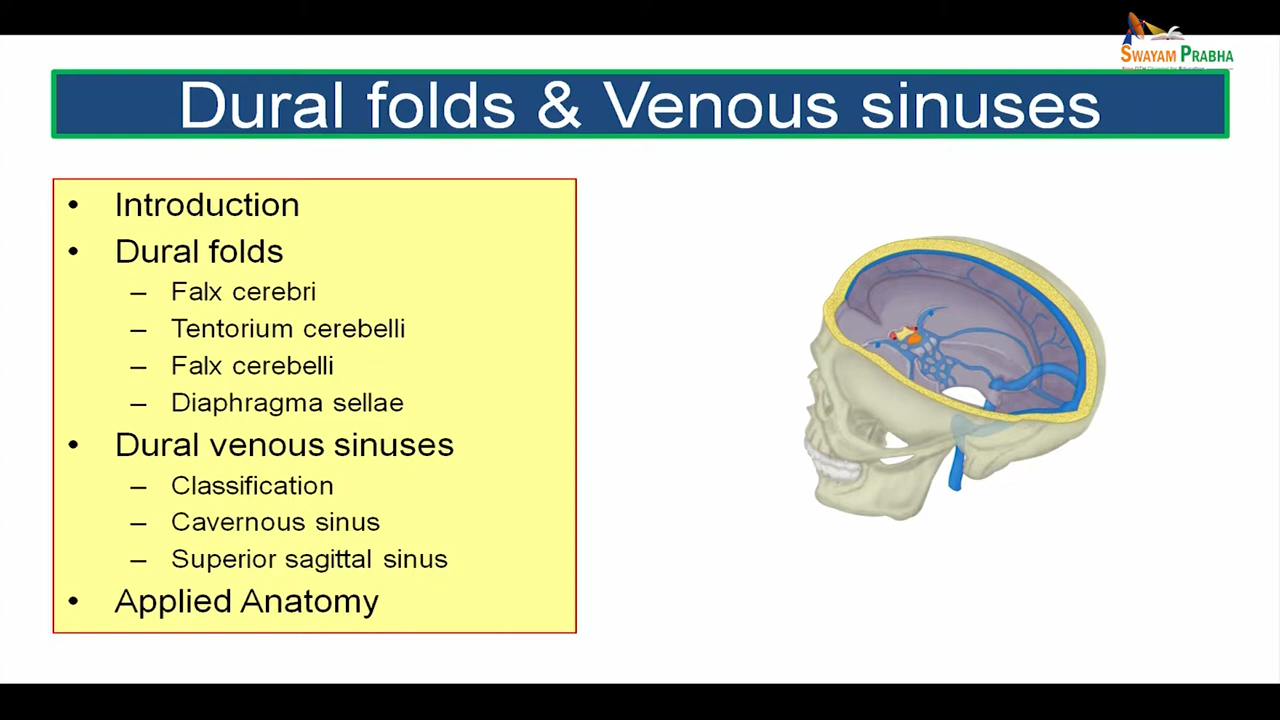 SWAYAM PRABHA
Dural folds & Venous sinuses
• Introduction
• Dural folds
– Falx cerebri
– Tentorium cerebelli
– Falx cerebelli
– Diaphragma sellae
• Dural venous sinuses
– Classification
– Cavernous sinus
– Superior sagittal sinus
• Applied Anatomy